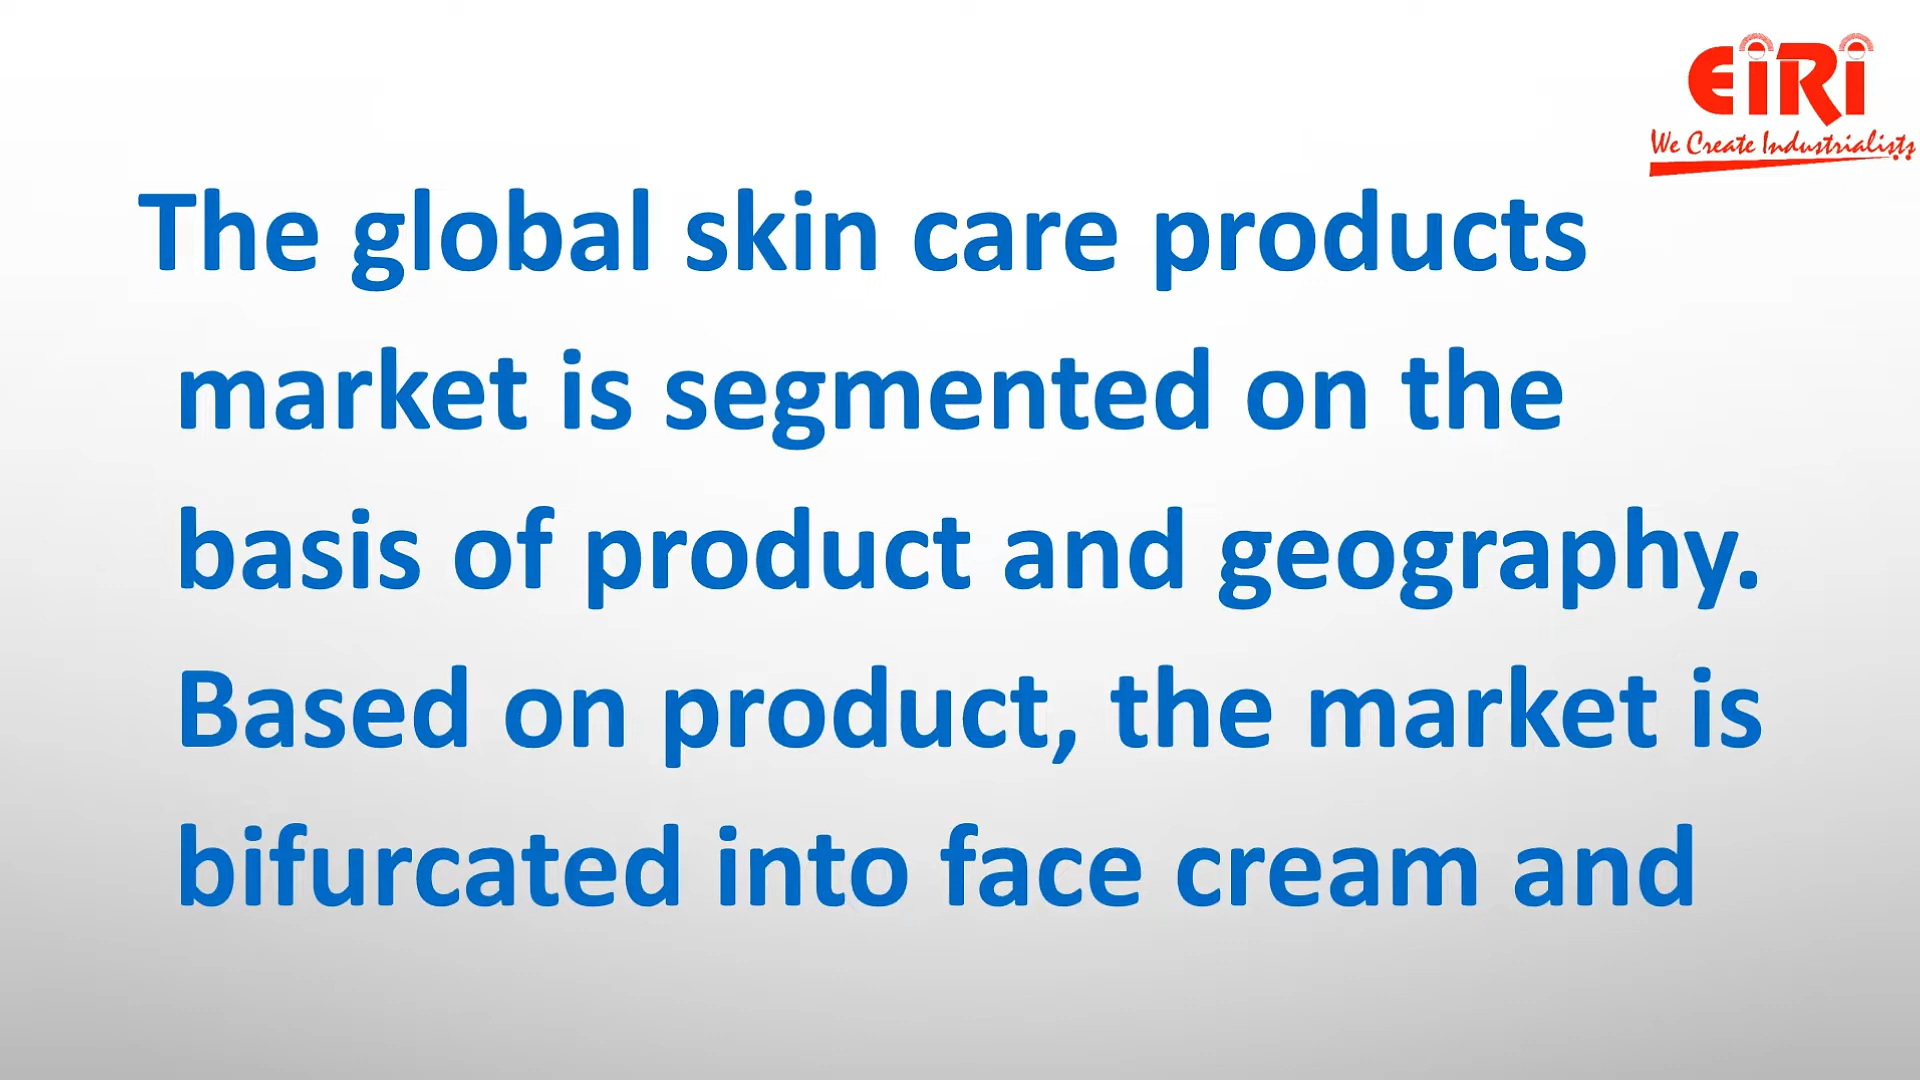 EiRi
We Create Industrialists
The global skin care products
market is segmented on the
basis of product and geography.
Based on product, the market is
bifurcated into face cream and